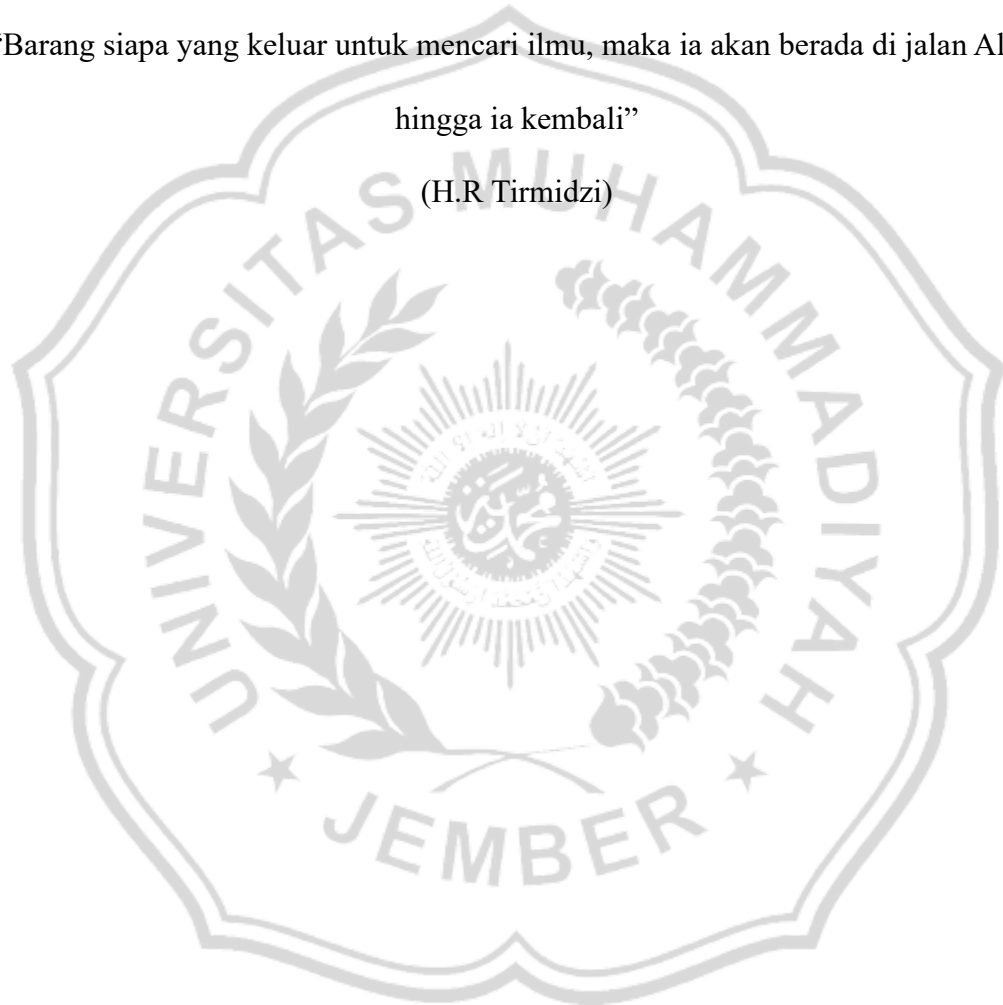 “Barang siapa yang keluar untuk mencari ilmu, maka ia akan berada di jalan Al
hingga ia kembali”
(H.R Tirmidzi)
UNIVERSITAS MUHAMMADIYAH
JEMBER